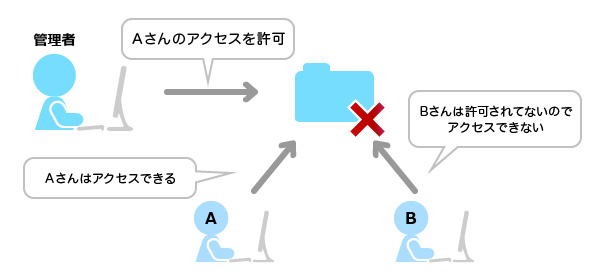 管理者
Aさんのアクセスを許可
Bさんは許可されてないので
アクセスできない
Aさんはアクセスできる
A
B